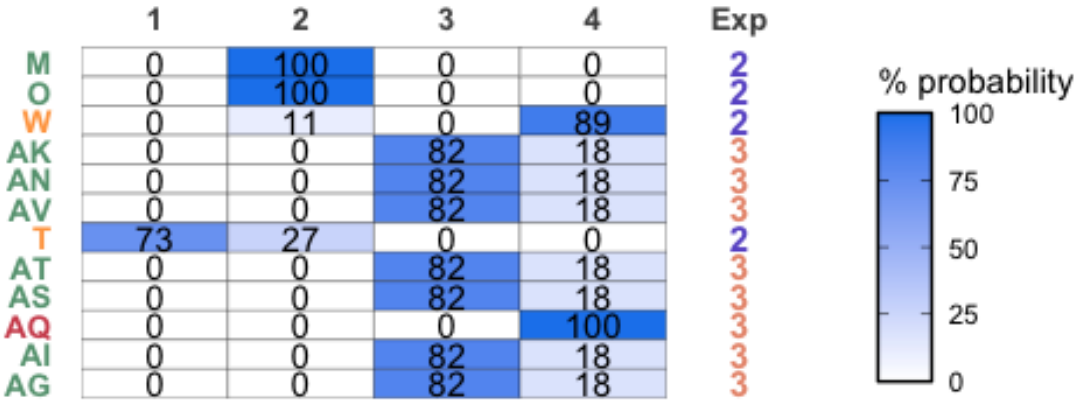 1 2 3 4 Exp
M 0 100 0 0 2
O 0 100 0 0 2
W 0 11 0 89 2
AK 0 0 82 18 3
AN 0 0 82 18 3
AV 0 0 82 18 3
T 73 27 0 0 2
AT 0 0 82 18 3
AS 0 0 82 18 3
AQ 0 0 0 100 3
AI 0 0 82 18 3
AG 0 0 82 18 3
% probability
100
75
50
25
0